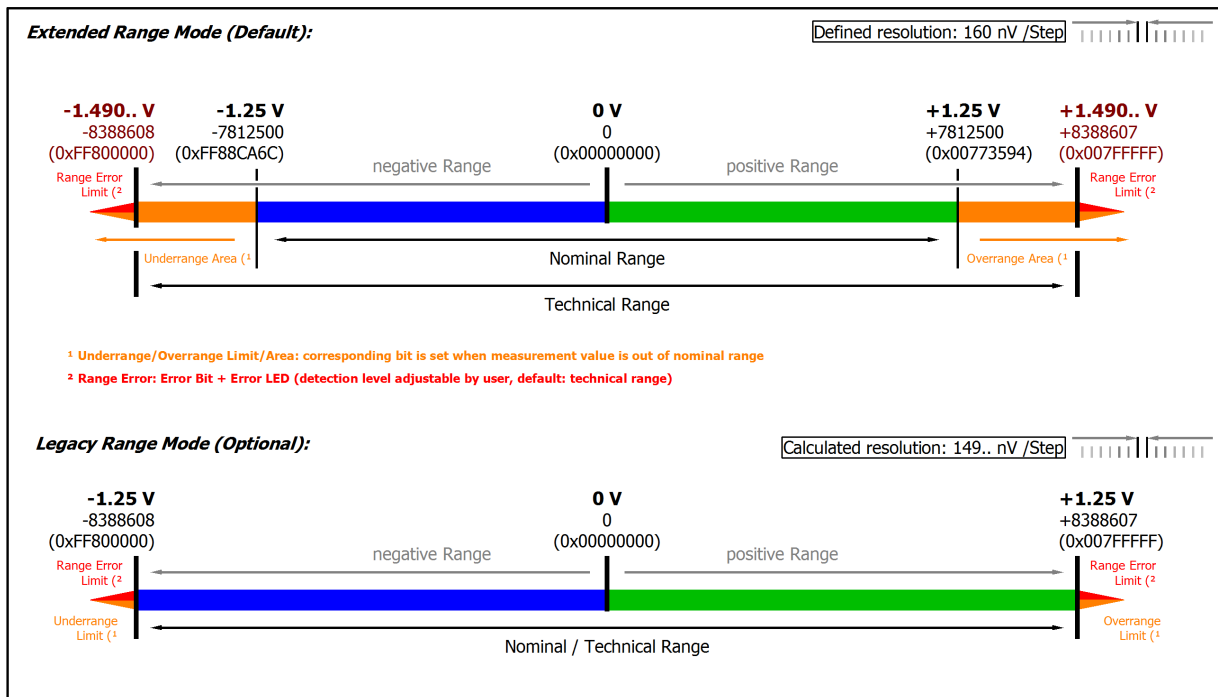 Extended Range Mode (Default):
Defined resolution: 160 nV /Step
-1.490.. V
-8388608
(0xFF800000)
-1.25 V
-7812500
(0xFF88CA6C)
0 V
0
(0x00000000)
+1.25 V
+7812500
(0x00773594)
+1.490.. V
+8388607
(0x007FFFFF)
negative Range
positive Range
Range Error
Limit (²
Range Error
Limit (²
Underrange Area (¹
Nominal Range
Overrange Area (¹
Technical Range
¹ Underrange/Overrange Limit/Area: corresponding bit is set when measurement value is out of nominal range
² Range Error: Error Bit + Error LED (detection level adjustable by user, default: technical range)
Legacy Range Mode (Optional):
Calculated resolution: 149.. nV /Step
-1.25 V
-8388608
(0xFF800000)
0 V
0
(0x00000000)
+1.25 V
+8388607
(0x007FFFFF)
negative Range
positive Range
Range Error
Limit (²
Range Error
Limit (²
Underrange
Limit (¹
Overrange
Limit (¹
Nominal / Technical Range